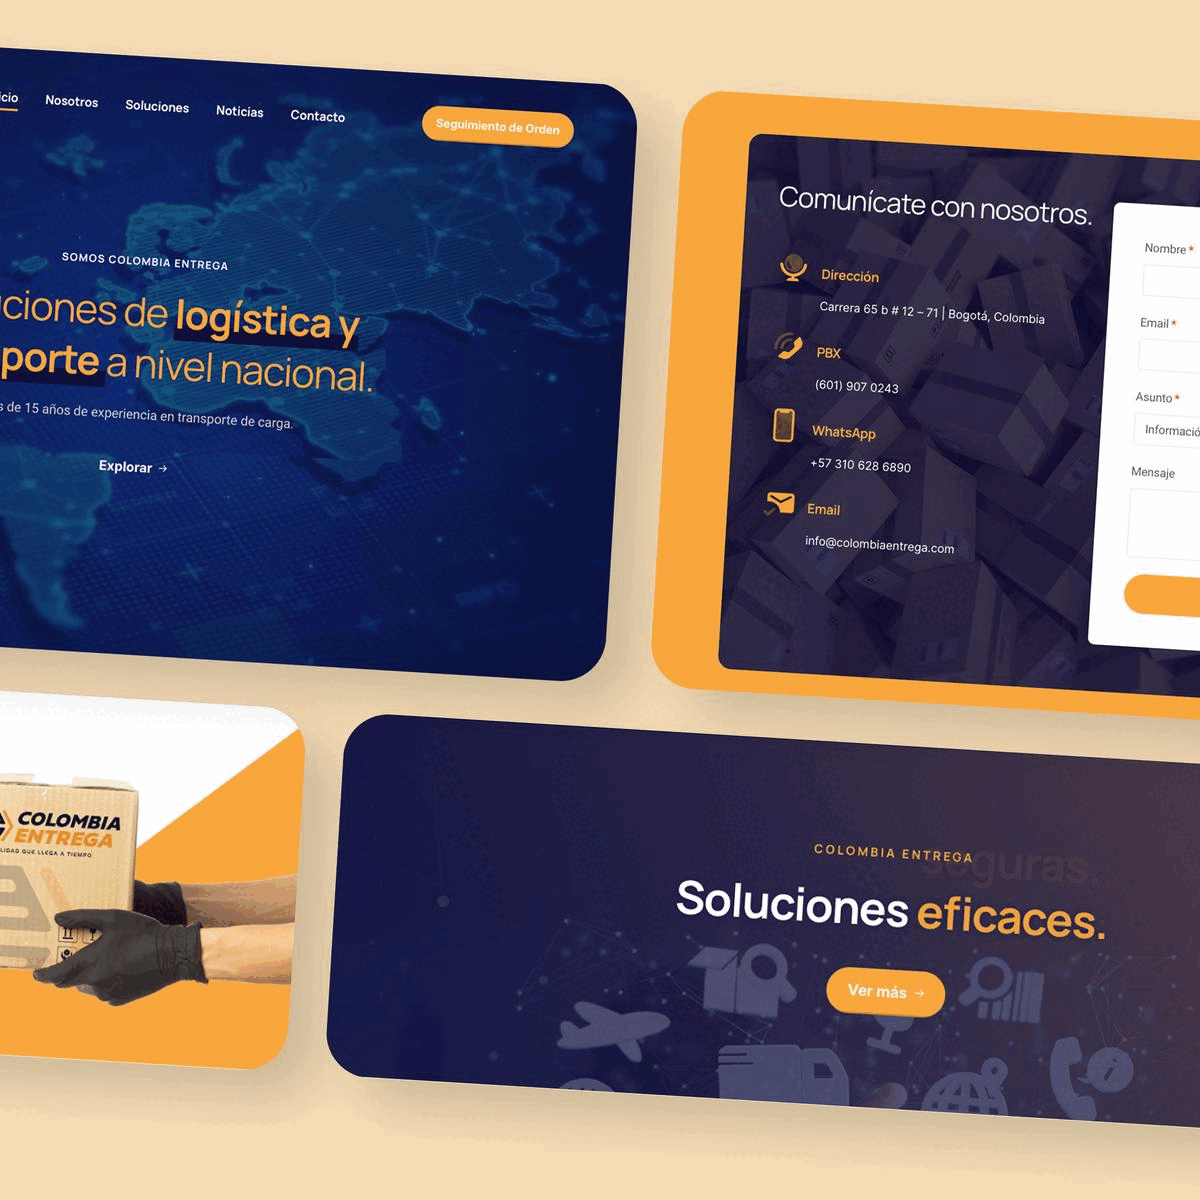 icio
Nosotros
Soluciones
Noticias
Contacto
Seguimiento de Orden
SOMOS COLOMBIA ENTREGA
ciones de logística y
porte a nivel nacional.
s de 15 años de experiencia en transporte de carga.
Explorar →
Comunícate con nosotros.
Dirección
Carrera 65 b # 12 – 71 | Bogotá, Colombia
PBX
(601) 907 0243
WhatsApp
+57 310 628 6890
Email
info@colombiaentrega.com
Nombre *
Email *
Asunto *
Informació
Mensaje
COLOMBIA
ENTREGA
LIDAD QUE LLEGA A TIEMPO
COLOMBIA ENTREGA
guras.
Soluciones eficaces.
Ver más →